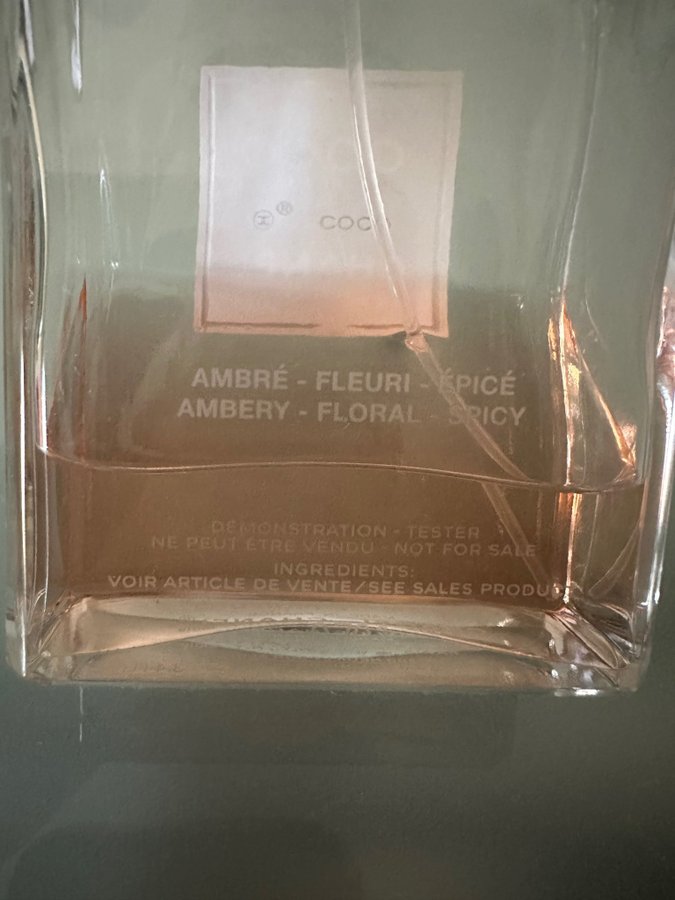 ® COCO
AMBRÉ - FLEURI - ÉPICÉ
AMBERY - FLORAL - SPICY
DÉMONSTRATION - TESTER
NE PEUT ÊTRE VENDU - NOT FOR SALE
INGREDIENTS:
VOIR ARTICLE DE VENTE/SEE SALES PRODUCT